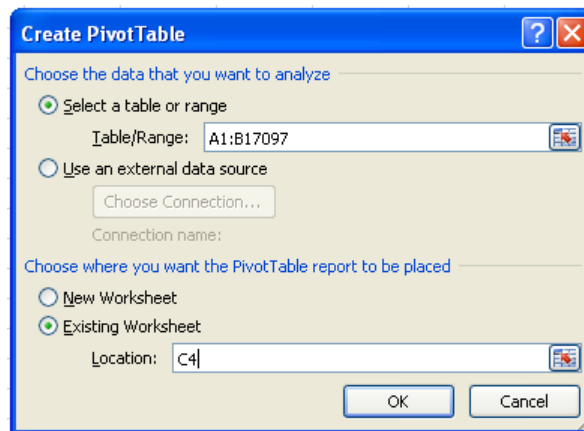 Create PivotTable
Choose the data that you want to analyze
Select a table or range
Table/Range: A1:B17097
Use an external data source
Choose Connection...
Connection name:
Choose where you want the PivotTable report to be placed
New Worksheet
Existing Worksheet
Location: C4
OK Cancel